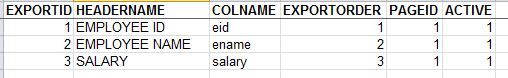 EXPORTID HEADERNAME COLNAME EXPORTORDER PAGEID ACTIVE
1 EMPLOYEE ID eid 1 1 1
2 EMPLOYEE NAME ename 2 1 1
3 SALARY salary 3 1 1